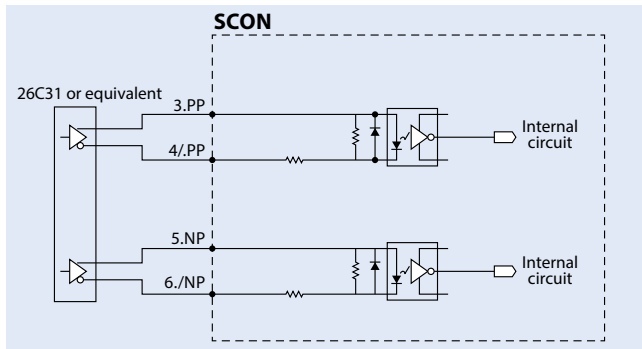 SCON
26C31 or equivalent
3.PP
4/.PP
Internal
circuit
5.NP
6./NP
Internal
circuit